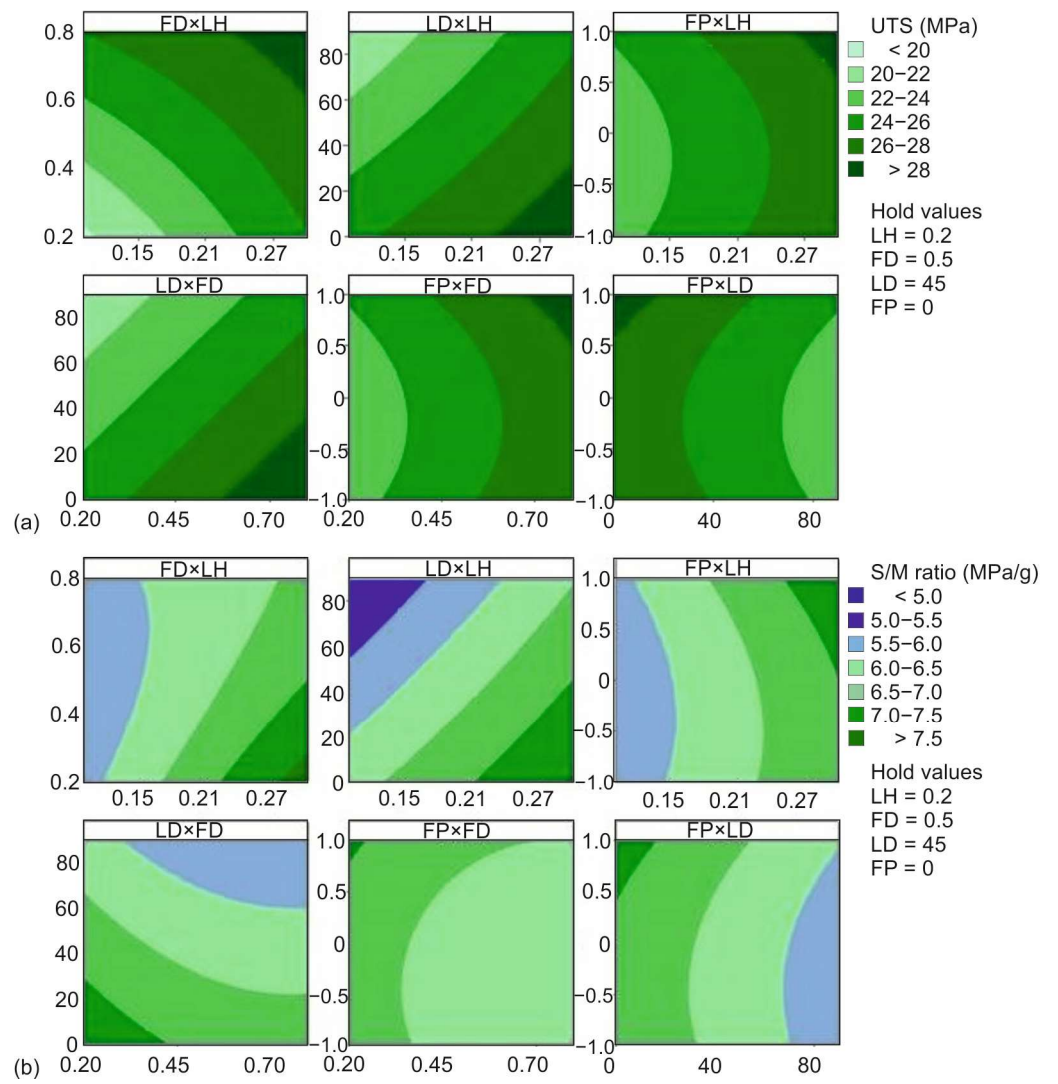 FD×LH LD×LH FP×LH
0.8 0.6 0.4 0.2
0.15 0.21 0.27
80 60 40 20 0
0.15 0.21 0.27
1.0 0.5 0 −0.5 −1.0
0.15 0.21 0.27
UTS (MPa)
< 20
20−22
22−24
24−26
26−28
> 28
Hold values
LH = 0.2
FD = 0.5
LD = 45
FP = 0
LD×FD FP×FD FP×LD
80 60 40 20 0
0.20 0.45 0.70
1.0 0.5 0 −0.5 −1.0
0.20 0.45 0.70
1.0 0.5 0 −0.5 −1.0
0 40 80
(a)
FD×LH LD×LH FP×LH
0.8 0.6 0.4 0.2
0.15 0.21 0.27
80 60 40 20 0
0.15 0.21 0.27
1.0 0.5 0 −0.5 −1.0
0.15 0.21 0.27
S/M ratio (MPa/g)
< 5.0
5.0−5.5
5.5−6.0
6.0−6.5
6.5−7.0
7.0−7.5
> 7.5
Hold values
LH = 0.2
FD = 0.5
LD = 45
FP = 0
LD×FD FP×FD FP×LD
80 60 40 20 0
0.20 0.45 0.70
1.0 0.5 0 −0.5 −1.0
0.20 0.45 0.70
1.0 0.5 0 −0.5 −1.0
0 40 80
(b)